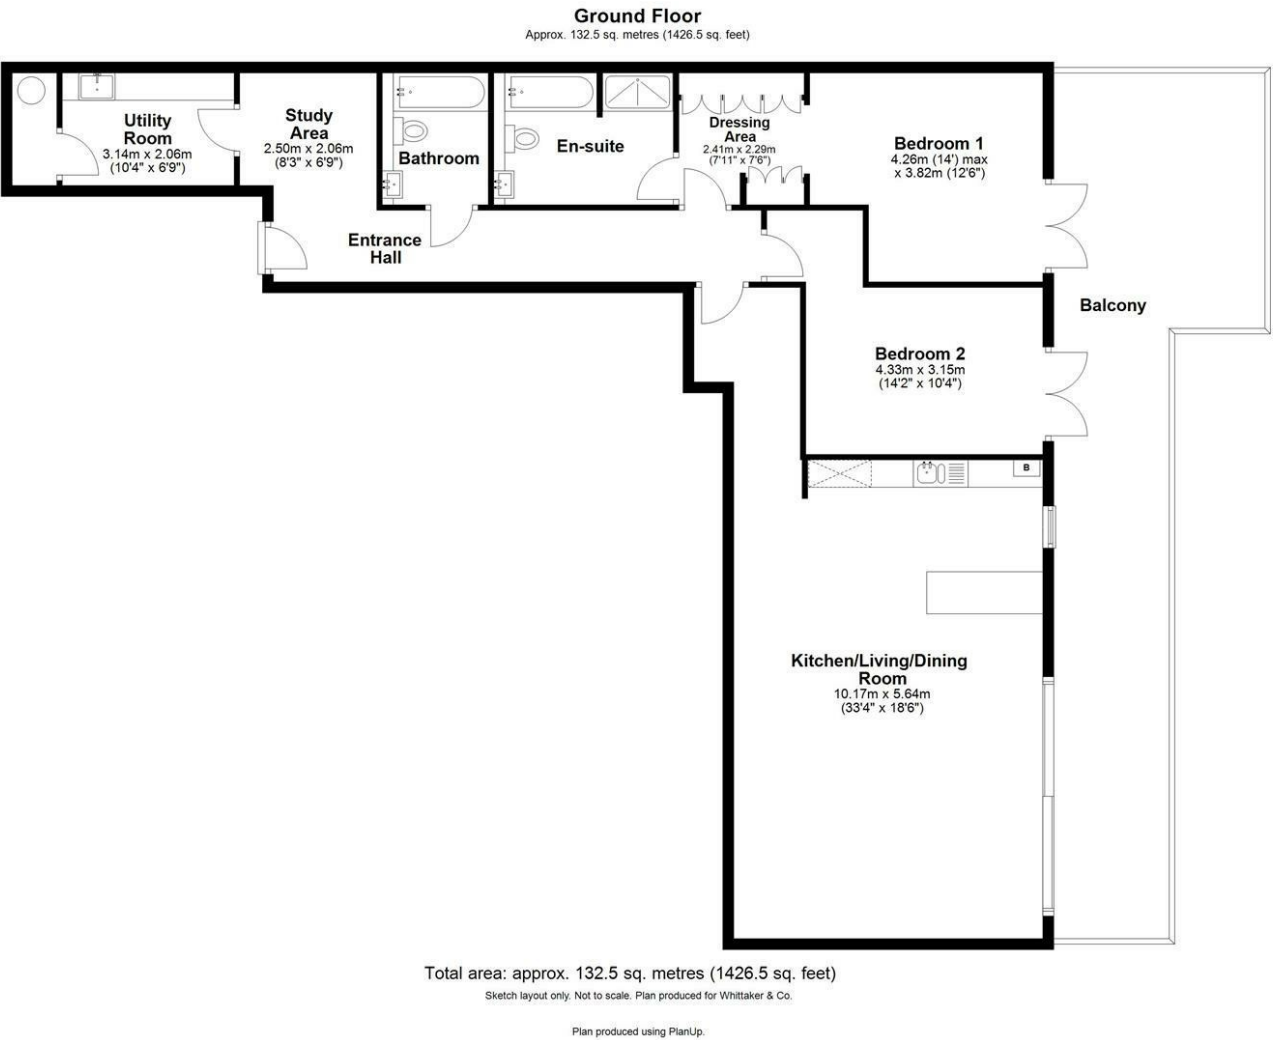 Ground Floor
Approx. 132.5 sq. metres (1426.5 sq. feet)
Utility
Room
3.14m x 2.06m
(10'4" x 6'9")
Study
Area
2.50m x 2.06m
(8'3" x 6'9")
Bathroom
En-suite
Dressing
Area
2.41m x 2.29m
(7'11" x 7'6")
Bedroom 1
4.26m (14') max
x 3.82m (12'6")
Entrance
Hall
Balcony
Bedroom 2
4.33m x 3.15m
(14'2" x 10'4")
B
Kitchen/Living/Dining
Room
10.17m x 5.64m
(33'4" x 18'6")
Total area: approx. 132.5 sq. metres (1426.5 sq. feet)
Sketch layout only. Not to scale. Plan produced for Whittaker & Co.
Plan produced using PlanUp.